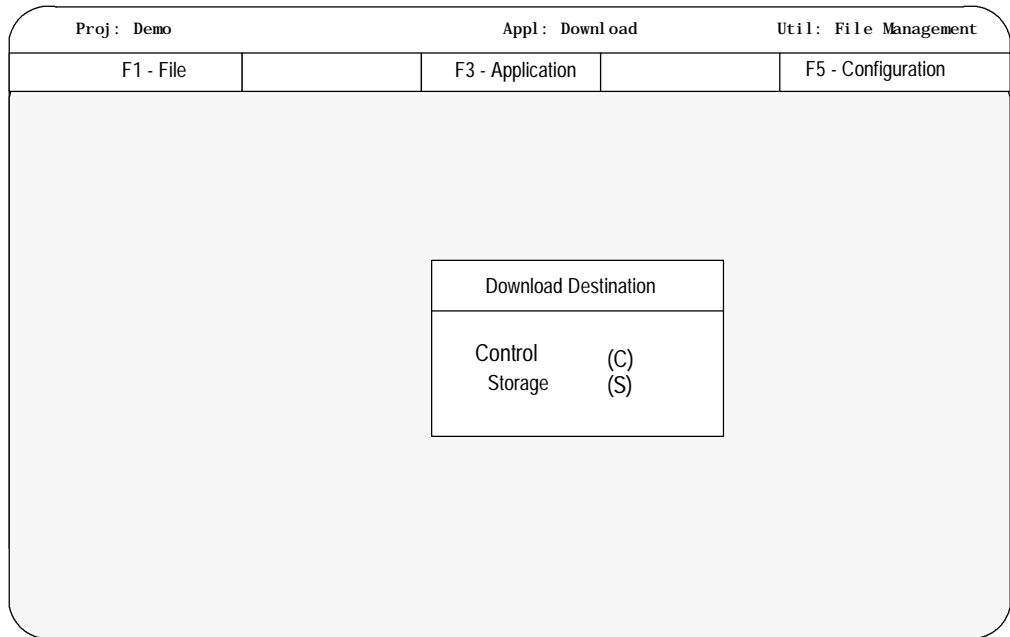 Proj: Demo Appl: Download Util: File Management
F1 - File F3 - Application F5 - Configuration
Download Destination
Control (C)
Storage (S)